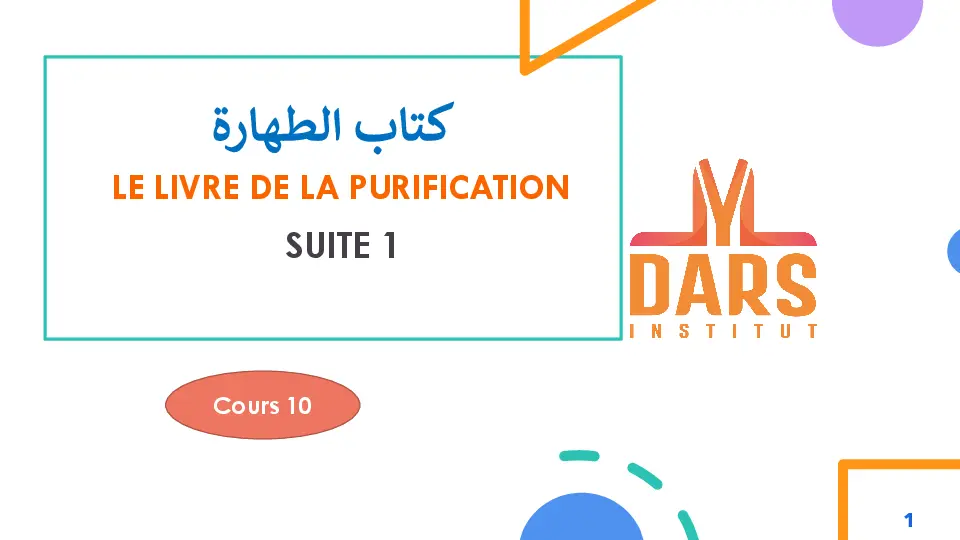 كتاب الطهارة
LE LIVRE DE LA PURIFICATION
SUITE 1
DARS
INSTITUT
Cours 10
1